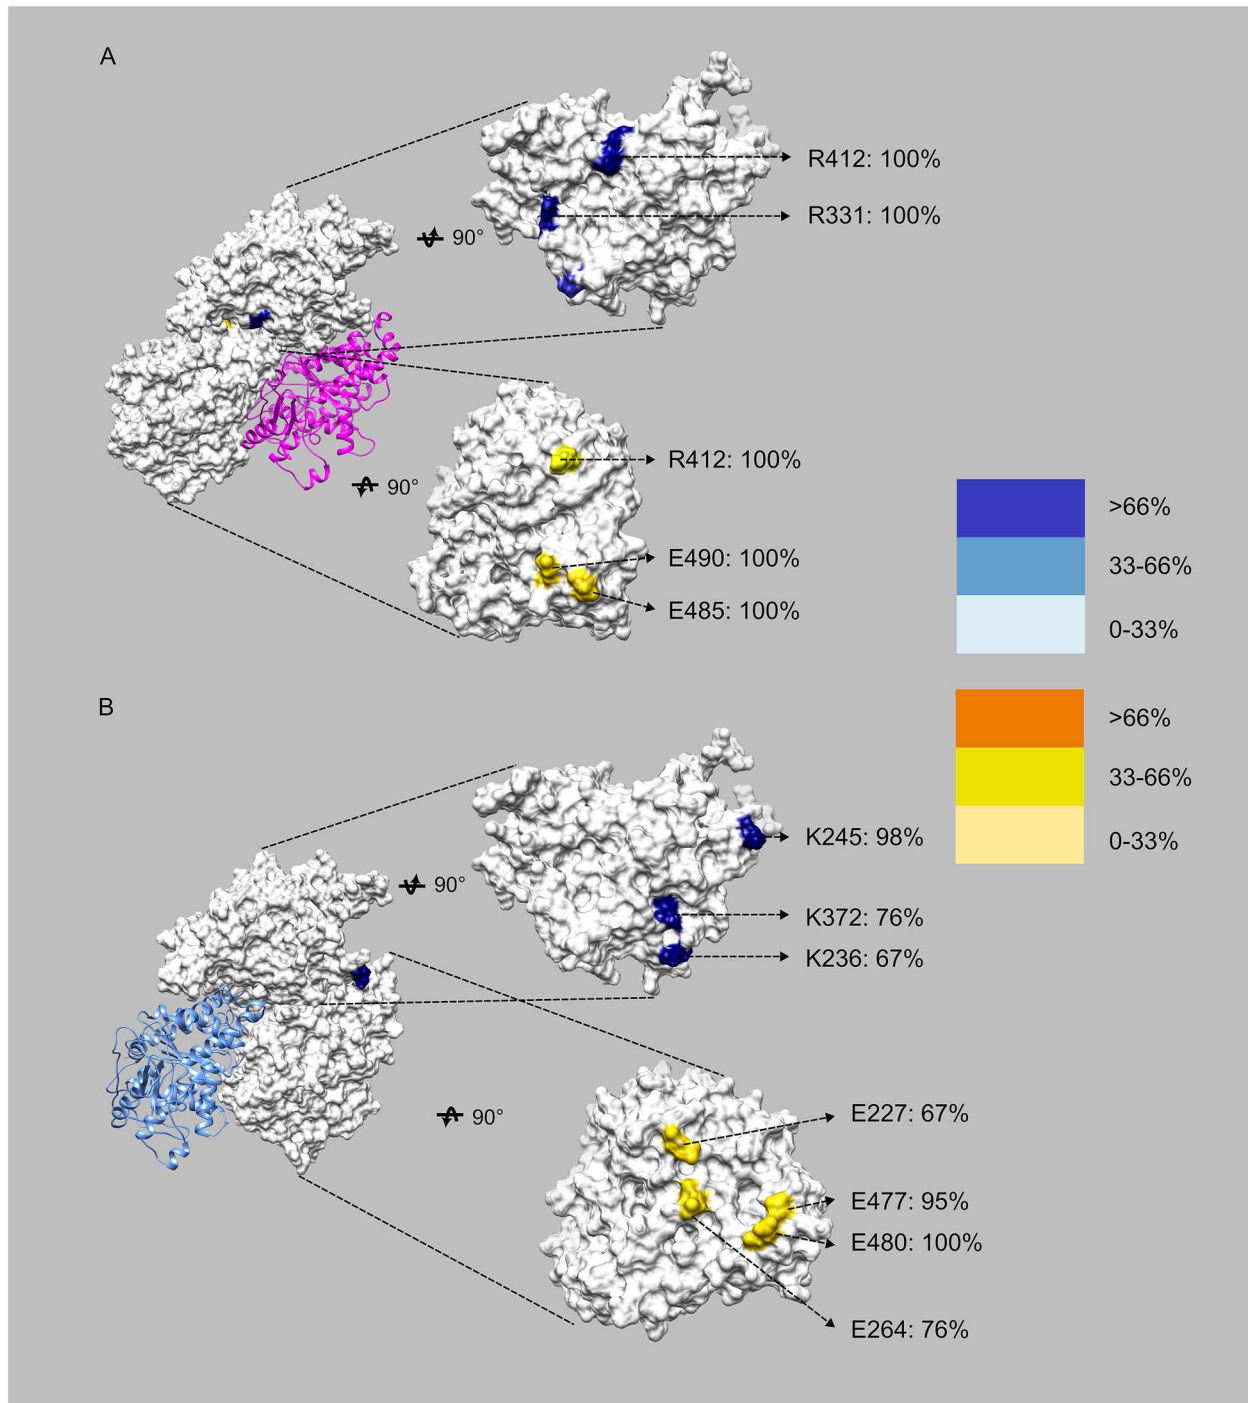 A
R412: 100%
R331: 100%
90°
R412: 100%
90°
E490: 100%
E485: 100%
>66%
33-66%
0-33%
>66%
33-66%
0-33%
B
K245: 98%
90°
K372: 76%
K236: 67%
90°
E227: 67%
E477: 95%
E480: 100%
E264: 76%